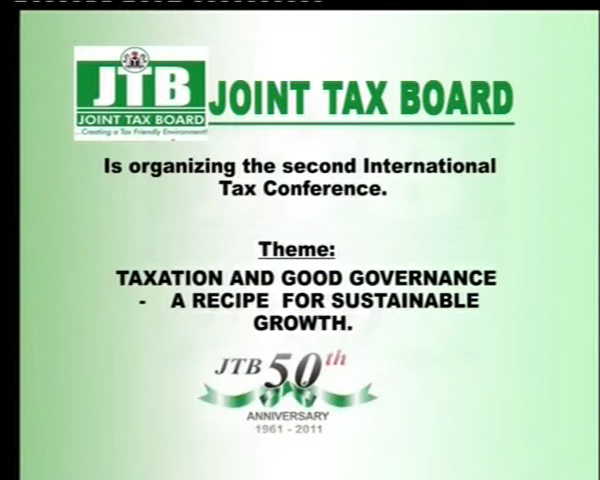 JTB
JOINT TAX BOARD
...Creating a Tax Friendly Environment!
JOINT TAX BOARD
Is organizing the second International
Tax Conference.
Theme:
TAXATION AND GOOD GOVERNANCE
- A RECIPE FOR SUSTAINABLE
GROWTH.
JTB 50th
ANNIVERSARY
1961 - 2011